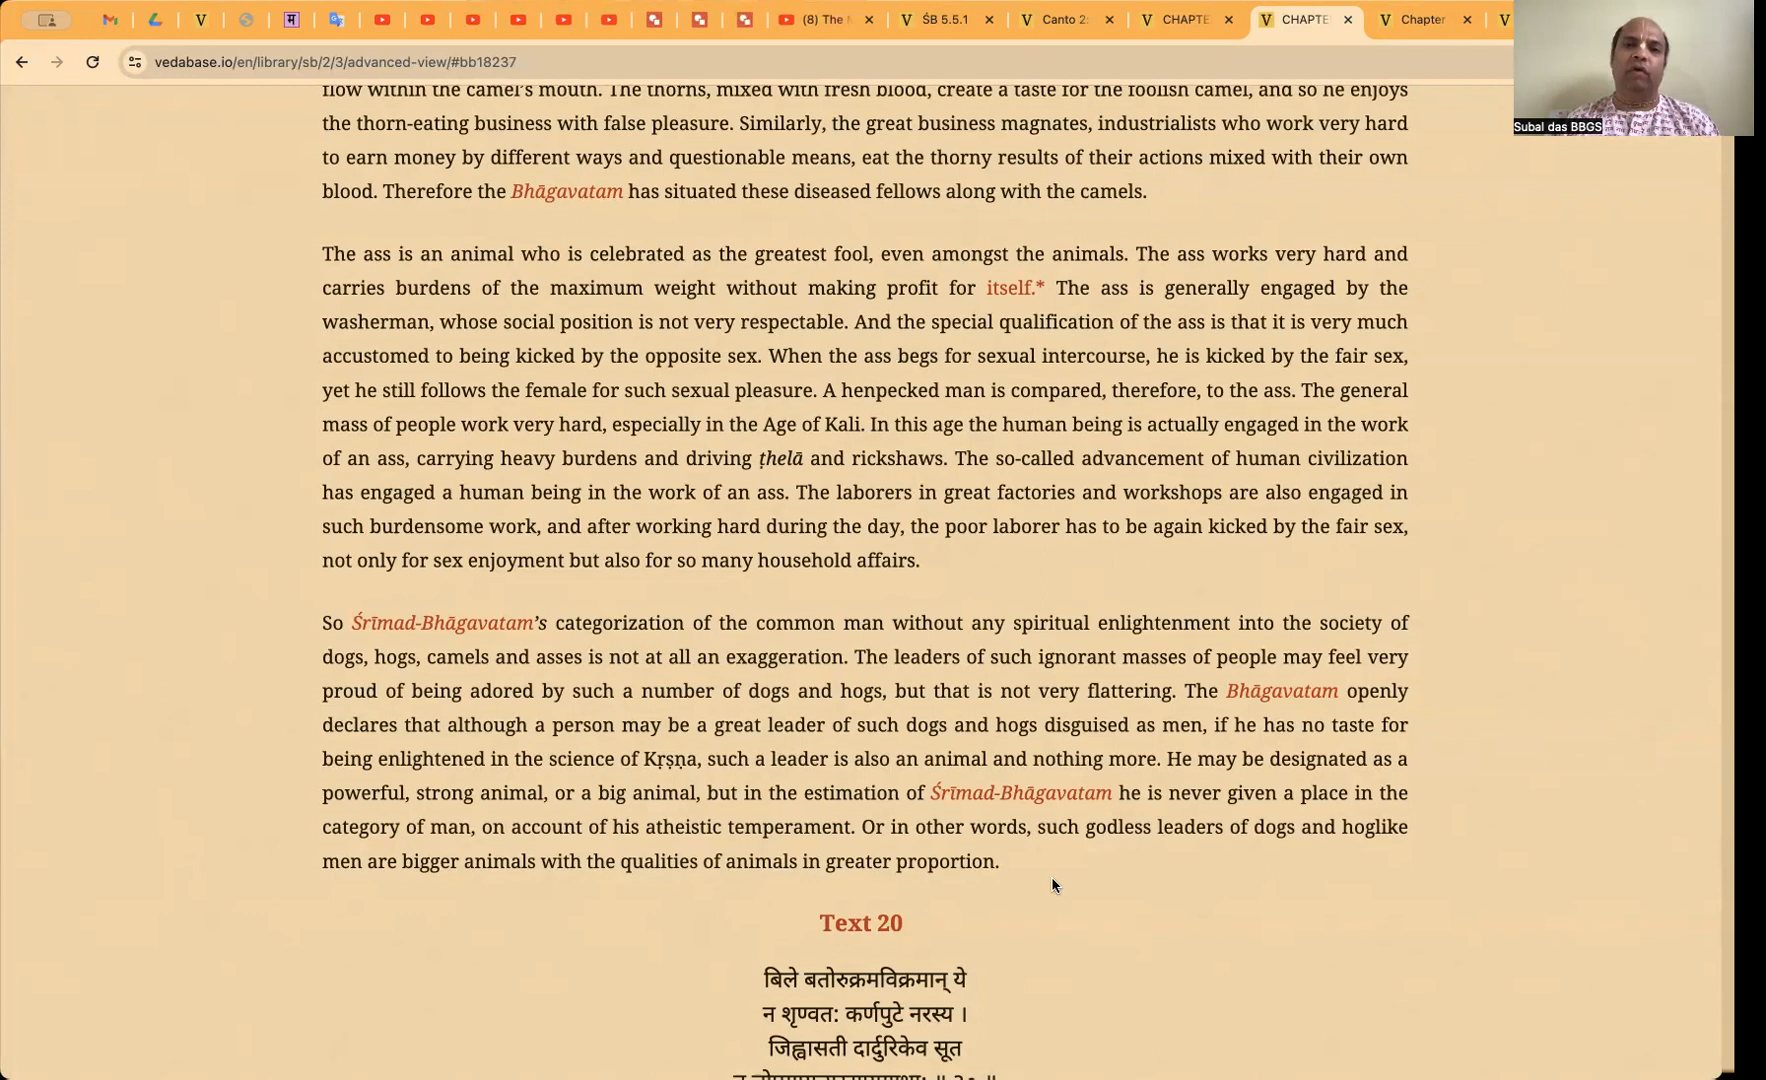 (8) The
ŚB 5.5.1
Canto 2:
CHAPTE
CHAPTE
Chapter
vedabase.io/en/library/sb/2/3/advanced-view/#bb18237
Subal das BBGS
flow within the camel's mouth. The thorns, mixed with fresh blood, create a taste for the foolish camel, and so he enjoys
the thorn-eating business with false pleasure. Similarly, the great business magnates, industrialists who work very hard
to earn money by different ways and questionable means, eat the thorny results of their actions mixed with their own
blood. Therefore the Bhāgavatam has situated these diseased fellows along with the camels.
The ass is an animal who is celebrated as the greatest fool, even amongst the animals. The ass works very hard and
carries burdens of the maximum weight without making profit for itself.* The ass is generally engaged by the
washerman, whose social position is not very respectable. And the special qualification of the ass is that it is very much
accustomed to being kicked by the opposite sex. When the ass begs for sexual intercourse, he is kicked by the fair sex,
yet he still follows the female for such sexual pleasure. A henpecked man is compared, therefore, to the ass. The general
mass of people work very hard, especially in the Age of Kali. In this age the human being is actually engaged in the work
of an ass, carrying heavy burdens and driving ṭhelā and rickshaws. The so-called advancement of human civilization
has engaged a human being in the work of an ass. The laborers in great factories and workshops are also engaged in
such burdensome work, and after working hard during the day, the poor laborer has to be again kicked by the fair sex,
not only for sex enjoyment but also for so many household affairs.
So Śrīmad-Bhāgavatam's categorization of the common man without any spiritual enlightenment into the society of
dogs, hogs, camels and asses is not at all an exaggeration. The leaders of such ignorant masses of people may feel very
proud of being adored by such a number of dogs and hogs, but that is not very flattering. The Bhāgavatam openly
declares that although a person may be a great leader of such dogs and hogs disguised as men, if he has no taste for
being enlightened in the science of Kṛṣṇa, such a leader is also an animal and nothing more. He may be designated as a
powerful, strong animal, or a big animal, but in the estimation of Śrīmad-Bhāgavatam he is never given a place in the
category of man, on account of his atheistic temperament. Or in other words, such godless leaders of dogs and hoglike
men are bigger animals with the qualities of animals in greater proportion.
Text 20
बिले बतोरुक्रमविक्रमान् ये
न श‍ृण्वत: कर्णपुटे नरस्य ।
जिह्वासती दार्दुरिकेव सूत